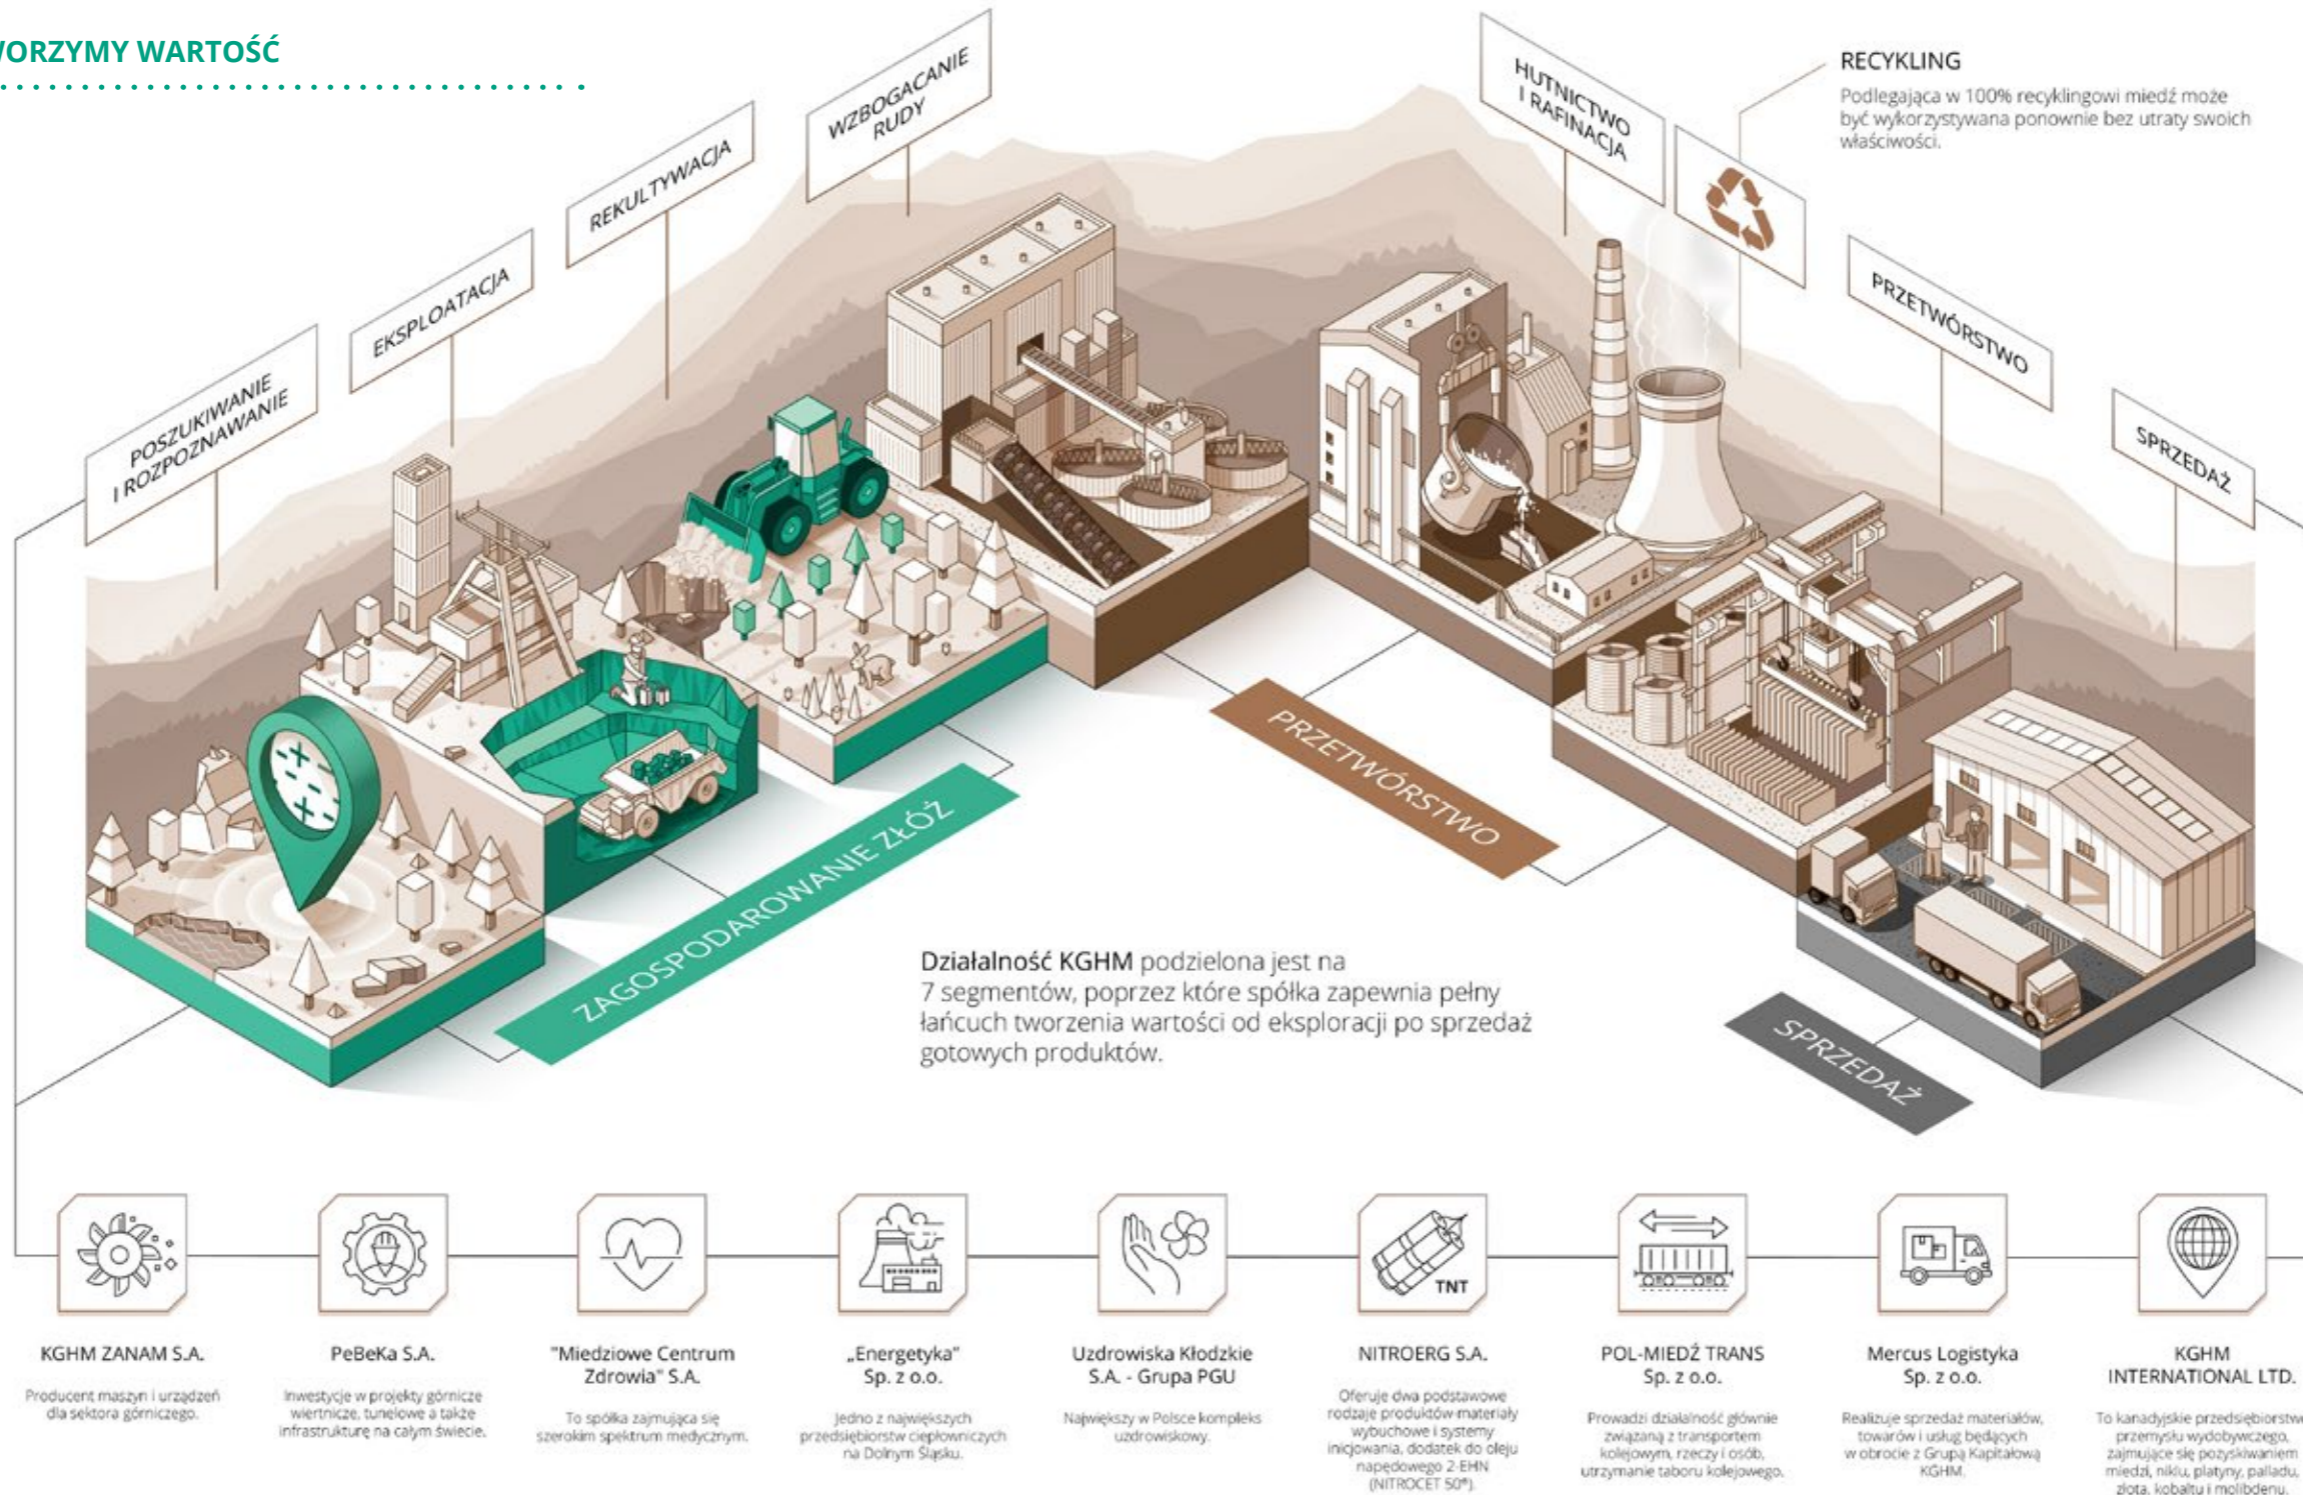 WORZYMY WARTOŚĆ
POSZUKIWANIE
I ROZPOZNAWANIE
EKSPLOATACJA
REKULTYWACJA
WZBOGACANIE
RUDY
HUTNICTWO
I RAFINACJA
RECYKLING
Podlegająca w 100% recyklingowi miedź może
być wykorzystywana ponownie bez utraty swoich
właściwości.
PRZETWÓRSTWO
SPRZEDAŻ
ZAGOSPODAROWANIE ZŁÓŻ
PRZETWÓRSTWO
SPRZEDAŻ
Działalność KGHM podzielona jest na
7 segmentów, poprzez które spółka zapewnia pełny
łańcuch tworzenia wartości od eksploracji po sprzedaż
gotowych produktów.
TNT
KGHM ZANAM S.A.
Producent maszyn i urządzeń
dla sektora górniczego.
PeBeKa S.A.
Inwestycje w projekty górnicze
wiertnicze, tunelowe a także
infrastrukturę na całym świecie.
"Miedziowe Centrum
Zdrowia" S.A.
To spółka zajmująca się
szerokim spektrum medycznym.
„Energetyka"
Sp. z o.o.
Jedno z największych
przedsiębiorstw ciepłowniczych
na Dolnym Śląsku.
Uzdrowiska Kłodzkie
S.A. - Grupa PGU
Największy w Polsce kompleks
uzdrowiskowy.
NITROERG S.A.
Oferuje dwa podstawowe
rodzaje produktów-materiały
wybuchowe i systemy
inicjowania, dodatek do oleju
napędowego 2-EHN
(NITROCET 50®).
POL-MIEDŹ TRANS
Sp. z o.o.
Prowadzi działalność głównie
związaną z transportem
kolejowym, rzeczy i osób,
utrzymanie taboru kolejowego.
Mercus Logistyka
Sp. z o.o.
Realizuje sprzedaż materiałów,
towarów i usług będących
w obrocie z Grupą Kapitałową
KGHM.
KGHM
INTERNATIONAL LTD.
To kanadyjskie przedsiębiorstw
przemysłu wydobywczego,
zajmujące się pozyskiwaniem
miedzi, niklu, platyny, palladu,
złota, kobaltu i molibdenu.